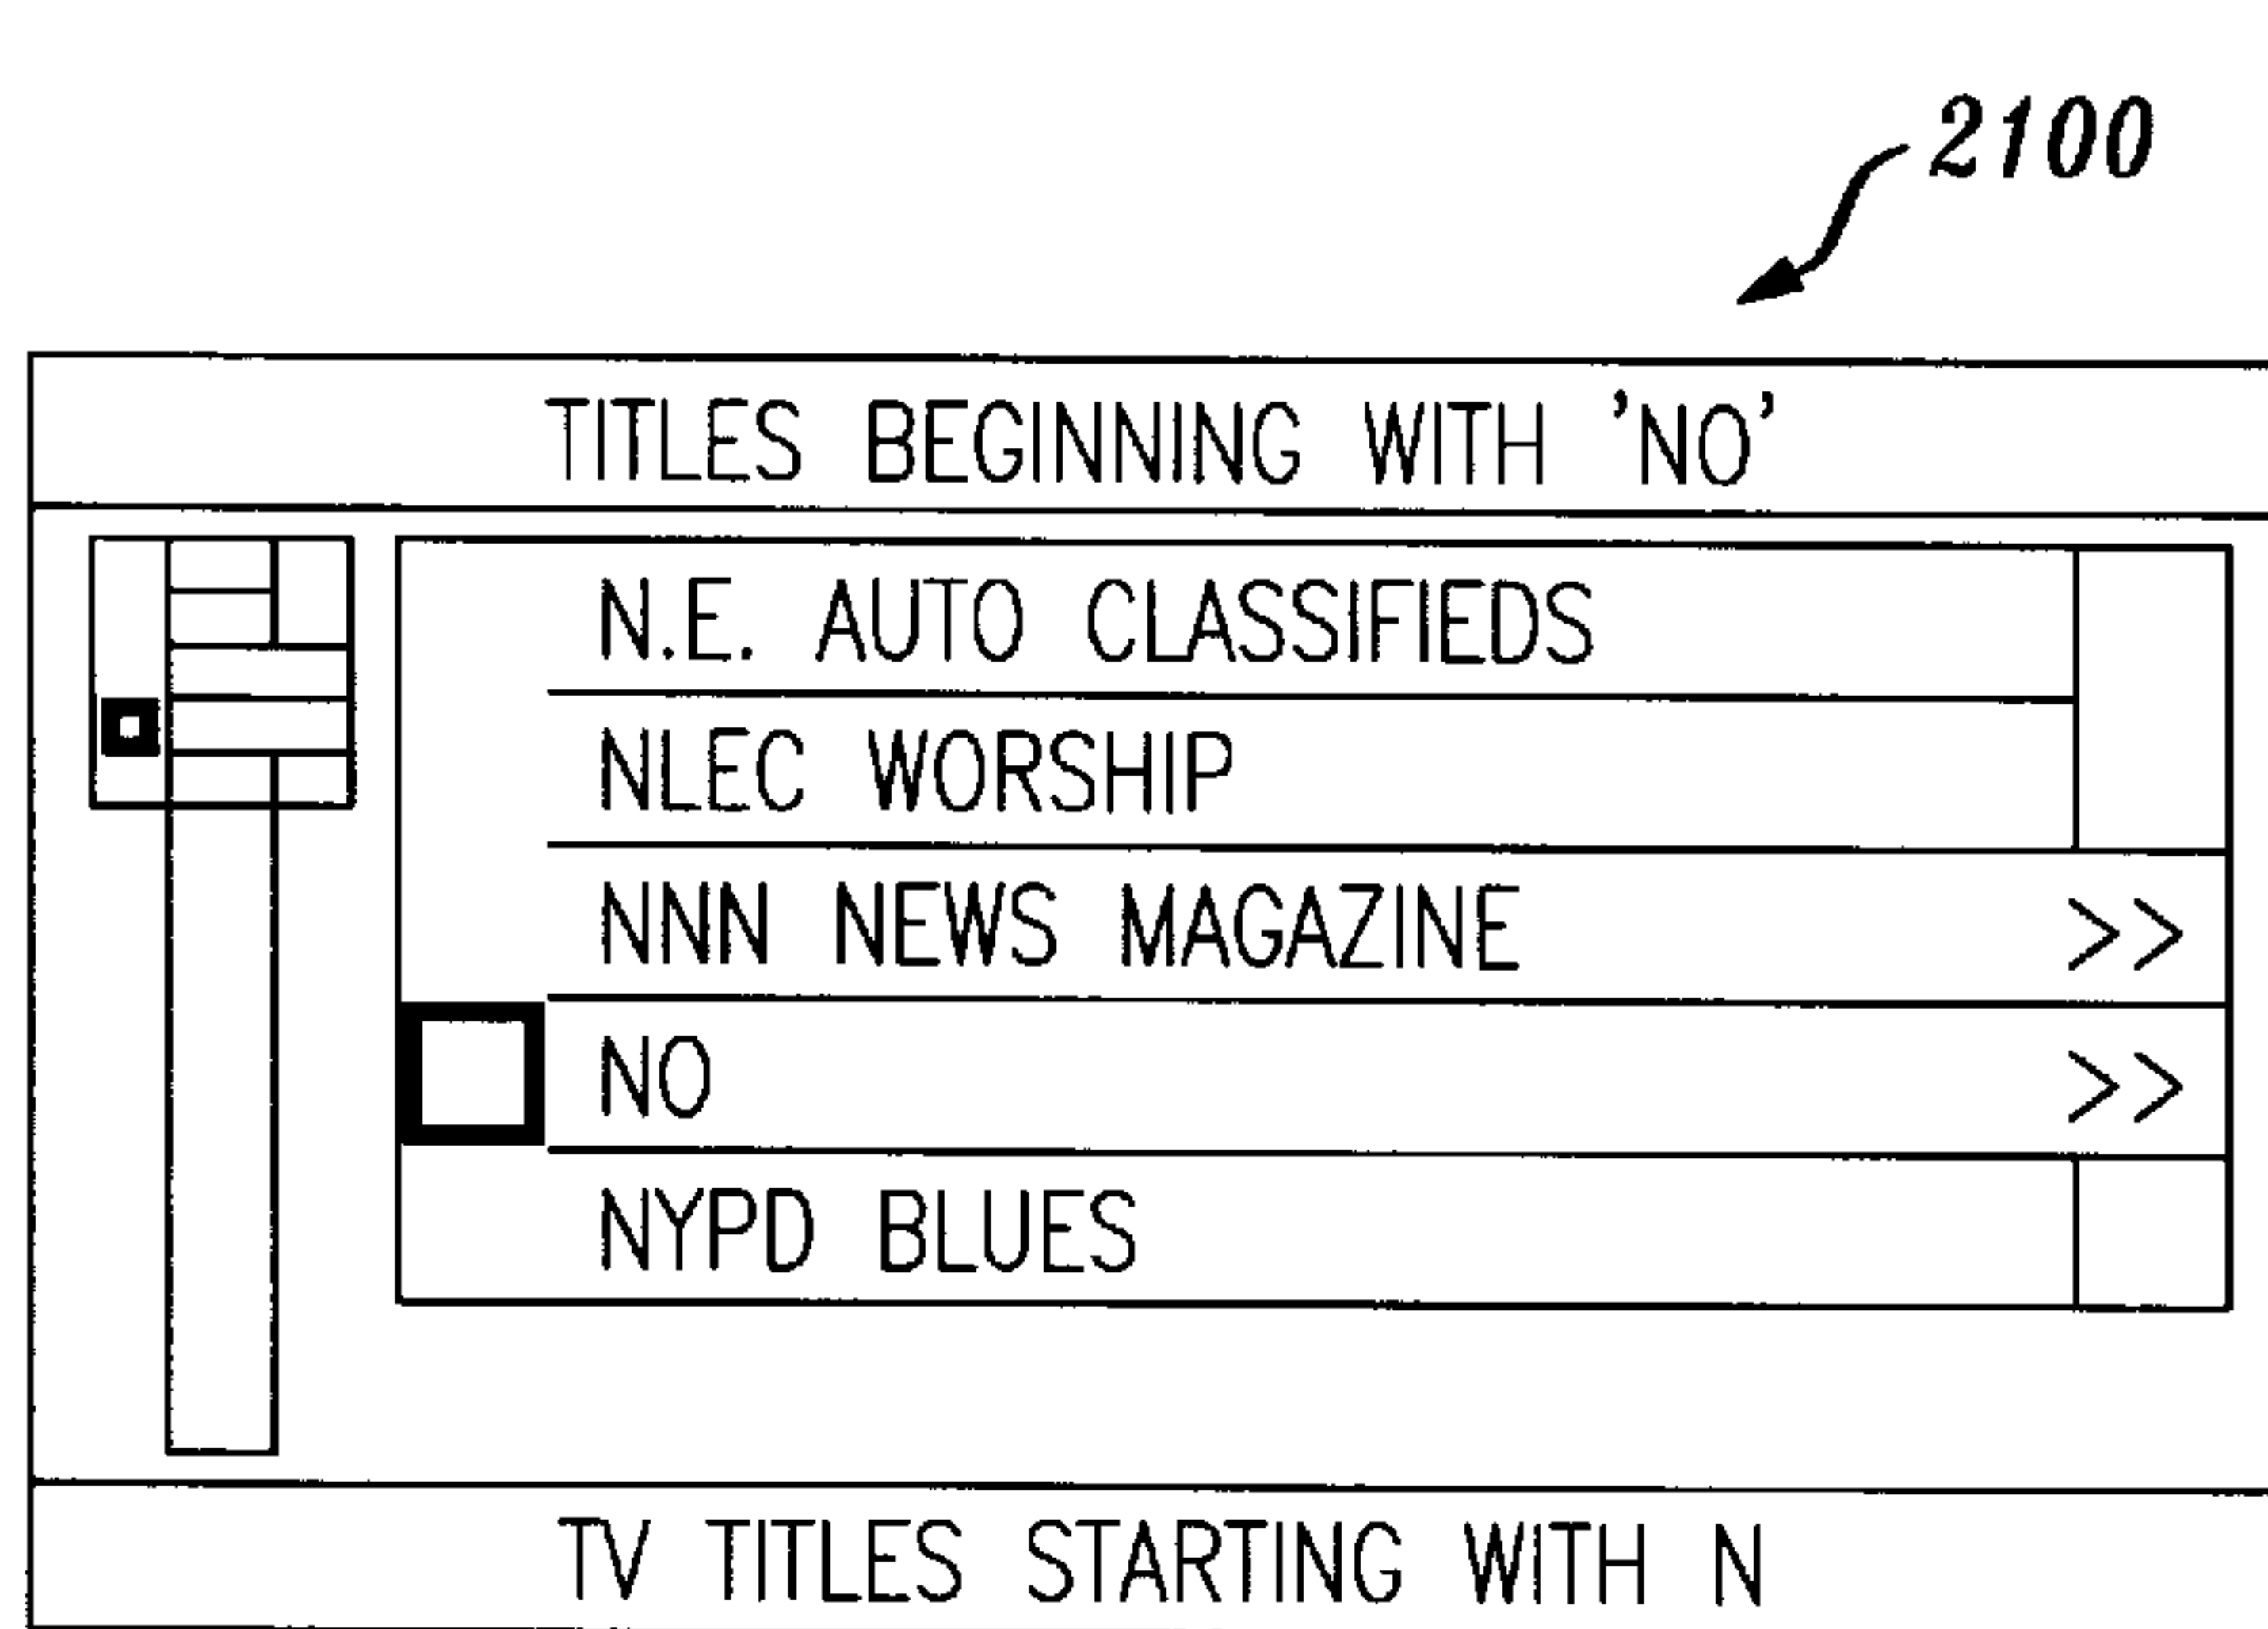 2100
TITLES BEGINNING WITH 'NO'
N.E. AUTO CLASSIFIEDS
NLEC WORSHIP
NNN NEWS MAGAZINE >>
NO >>
NYPD BLUES
TV TITLES STARTING WITH N